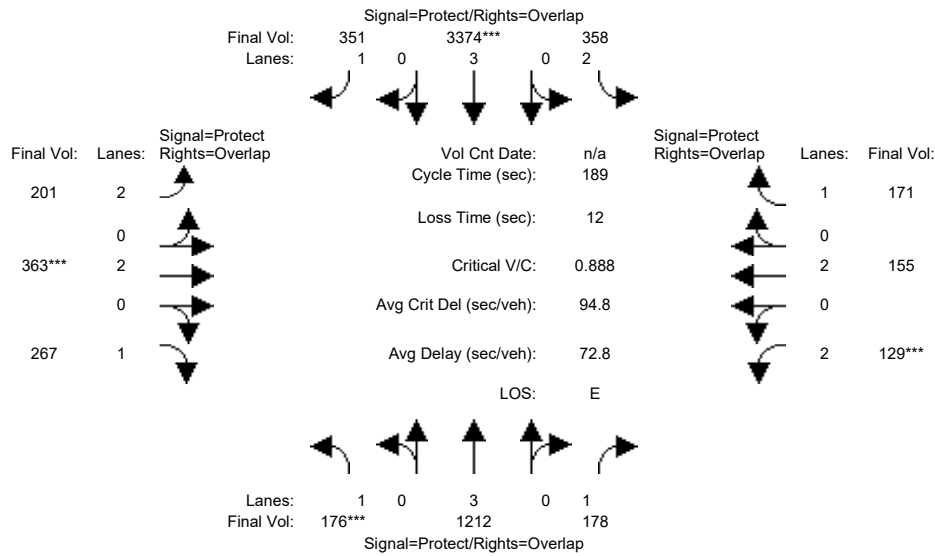 Signal=Protect/Rights=Overlap
Final Vol: 351 3374*** 358
Lanes: 1 0 3 0 2
Signal=Protect
Final Vol: Lanes: Rights=Overlap
Vol Cnt Date: n/a
Signal=Protect
Rights=Overlap Lanes: Final Vol:
Cycle Time (sec): 189
201 2 1 171
Loss Time (sec): 12
0 0
363*** 2 Critical V/C: 0.888 2 155
0 Avg Crit Del (sec/veh): 94.8 0
267 1 Avg Delay (sec/veh): 72.8 2 129***
LOS: E
Lanes: 1 0 3 0 1
Final Vol: 176*** 1212 178
Signal=Protect/Rights=Overlap